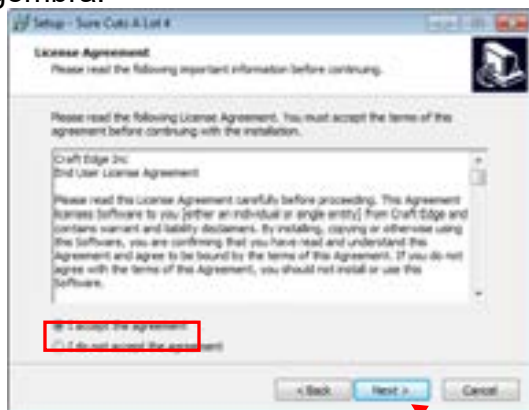 Setup - Sure Cuts A Lot 4
License Agreement
Please read the following important information before continuing.
Please read the following License Agreement. You must accept the terms of this
agreement before continuing with the installation.
Craft Edge Inc
End User License Agreement
Please read this License Agreement carefully before proceeding. This Agreement
licenses Software to you [either an individual or single entity] from Craft Edge and
contains warrant and liability disclaimers. By installing, copying or otherwise using
this Software, you are confirming that you have read and understand this
Agreement and agree to be bound by the terms of this Agreement. If you do not
agree with the terms of this Agreement, you should not install or use this
Software.
I accept the agreement
I do not accept the agreement
< Back
Next >
Cancel